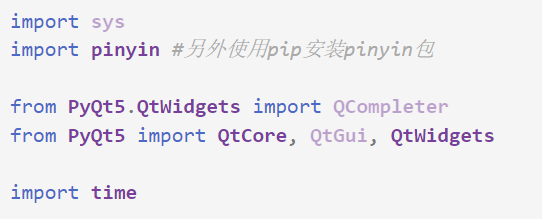 import sys
import pinyin #另外使用pip安装pinyin包
from PyQt5.QtWidgets import QCompleter
from PyQt5 import QtCore, QtGui, QtWidgets
import time